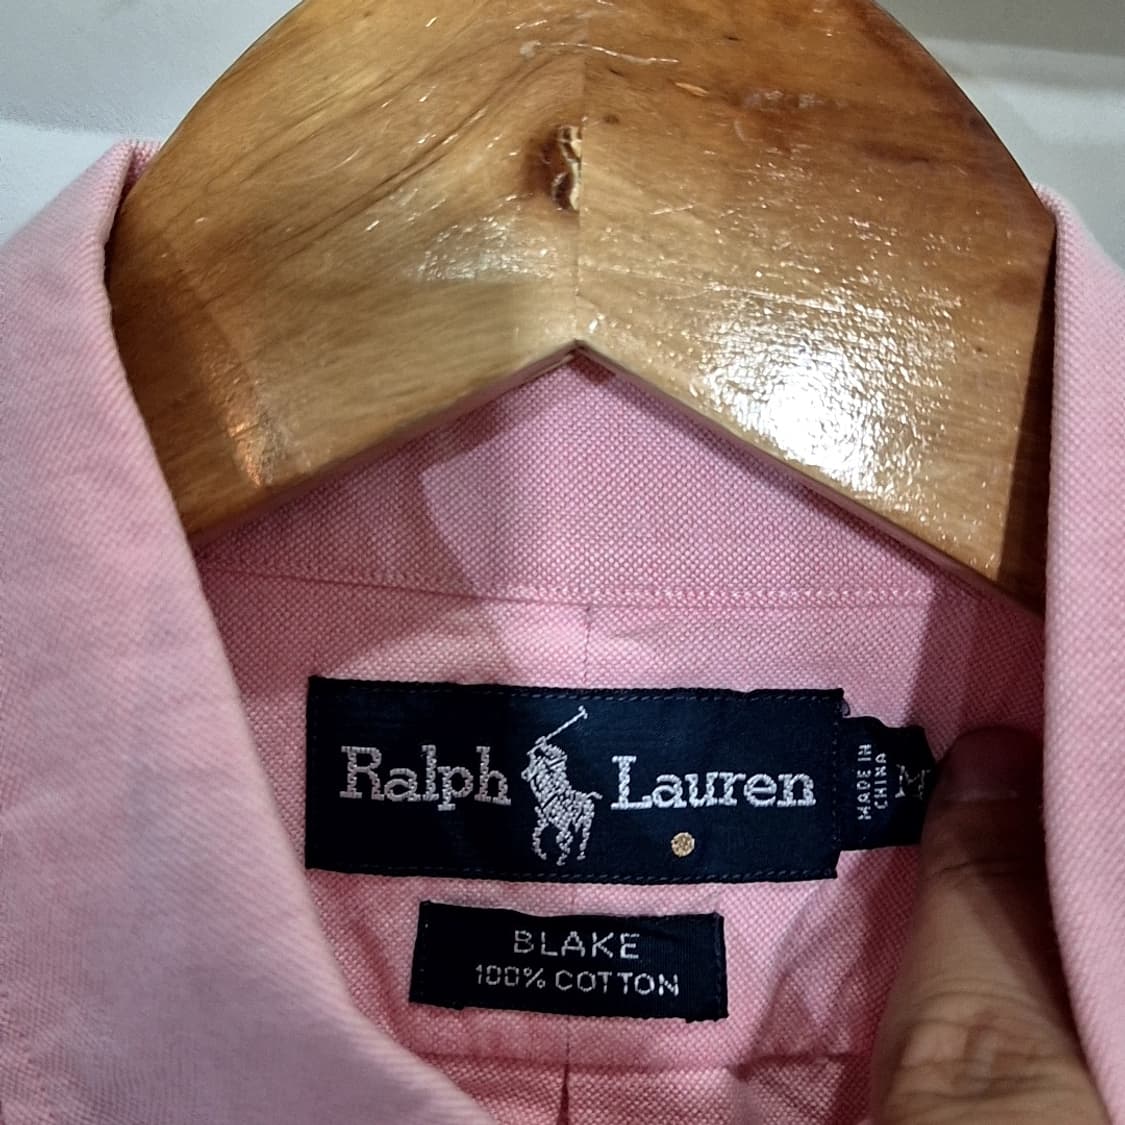 Ralph Lauren
MADE IN
CHINA
M
BLAKE
100% COTTON